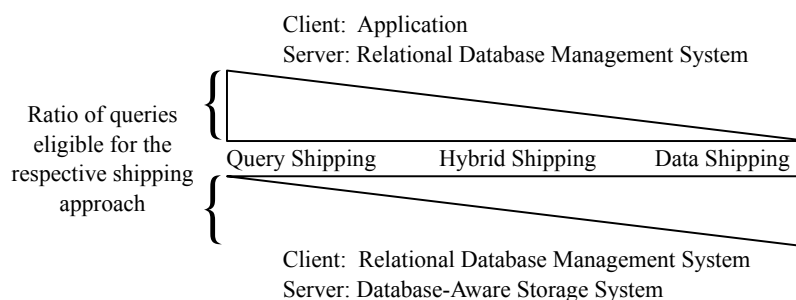 Client: Application
Server: Relational Database Management System
Ratio of queries
eligible for the
respective shipping
approach
Query Shipping Hybrid Shipping Data Shipping
Client: Relational Database Management System
Server: Database-Aware Storage System